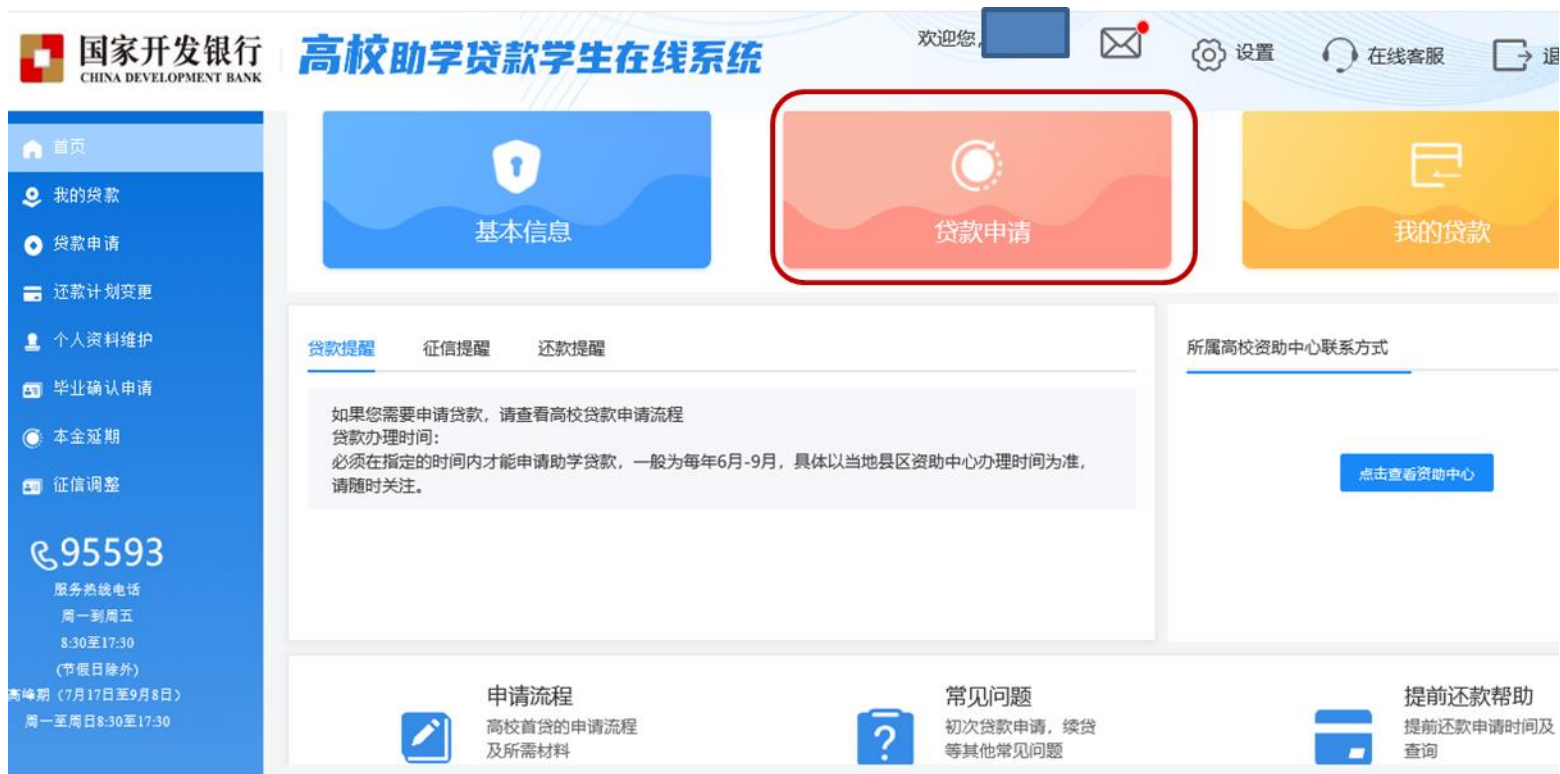 国家开发银行
CHINA DEVELOPMENT BANK
高校助学贷款学生在线系统
欢迎您,
设置
在线客服
退
首页
我的贷款
贷款申请
还款计划变更
个人资料维护
毕业确认申请
本金延期
征信调整
95593
服务热线电话
周一到周五
8:30至17:30
(节假日除外)
高峰期（7月17日至9月8日）
周一至周日8:30至17:30
基本信息
贷款申请
我的贷款
贷款提醒
征信提醒
还款提醒
如果您需要申请贷款，请查看高校贷款申请流程
贷款办理时间：
必须在指定的时间内才能申请助学贷款，一般为每年6月-9月，具体以当地县区资助中心办理时间为准，
请随时关注。
所属高校资助中心联系方式
点击查看资助中心
申请流程
高校首贷的申请流程
及所需材料
常见问题
初次贷款申请，续贷
等其他常见问题
提前还款帮助
提前还款申请时间及
查询